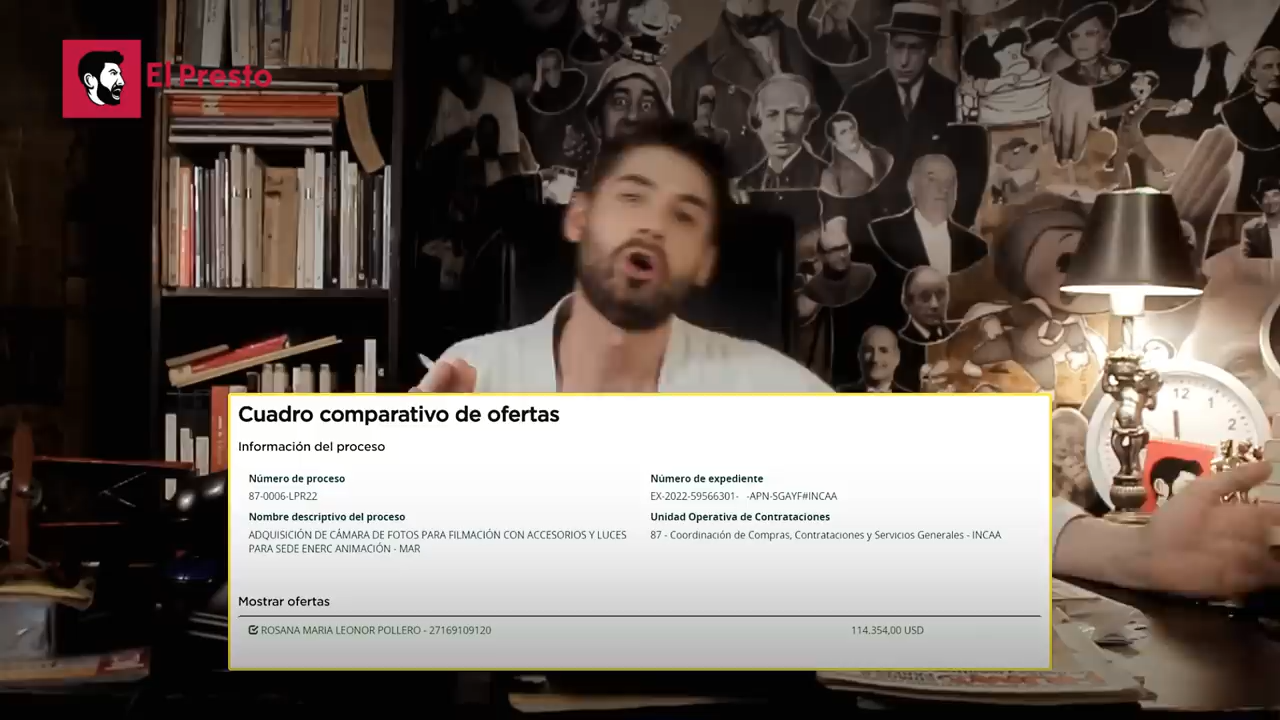 El Presto
Cuadro comparativo de ofertas
Información del proceso
Número de proceso
87-0006-LPR22
Número de expediente
EX-2022-59566301- -APN-SGAYF#INCAA
Nombre descriptivo del proceso
ADQUISICIÓN DE CÁMARA DE FOTOS PARA FILMACIÓN CON ACCESORIOS Y LUCES
PARA SEDE ENERC ANIMACIÓN - MAR
Unidad Operativa de Contrataciones
87 - Coordinación de Compras, Contrataciones y Servicios Generales - INCAA
Mostrar ofertas
ROSANA MARIA LEONOR POLLERO - 27169109120 114.354,00 USD
12
1
2